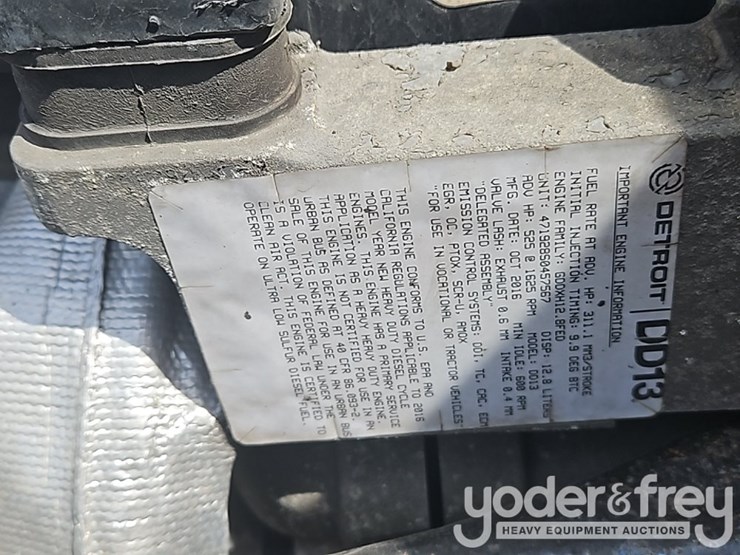 DETROIT | DD13
IMPORTANT ENGINE INFORMATION
FUEL RATE AT ADV. HP: 311.1 MM3/STROKE
INITIAL INJECTION TIMING: 9.9 DEG BTC
ENGINE FAMILY: GDDXH12.8FED
UNIT: 471928S0457567 DISP: 12.8 LITERS
ADV HP: 525 @ 1625 RPM MODEL: DD13
MFG. DATE: OCT 2016 MIN IDLE: 600 RPM
VALVE LASH: EXHAUST 0.6 MM INTAKE 0.4 MM
"DELEGATED ASSEMBLY"
EMISSION CONTROL SYSTEMS: DDI, TC, CAC, ECM
EGR, OC, PTOX, SCR-U, AMOX
"FOR USE IN VOCATIONAL OR TRACTOR VEHICLES"
THIS ENGINE CONFORMS TO U.S. EPA AND
CALIFORNIA REGULATIONS APPLICABLE TO 2016
MODEL YEAR NEW HEAVY HEAVY DUTY DIESEL CYCLE
ENGINES. THIS ENGINE HAS A PRIMARY SERVICE
APPLICATION AS A HEAVY HEAVY DUTY ENGINE.
THIS ENGINE IS NOT CERTIFIED FOR USE IN AN
URBAN BUS AS DEFINED AT 40 CFR 86.093-2.
SALE OF THIS ENGINE FOR USE IN AN URBAN BUS
IS A VIOLATION OF FEDERAL LAW UNDER THE
CLEAN AIR ACT. THIS ENGINE IS CERTIFIED TO
OPERATE ON ULTRA LOW SULFUR DIESEL FUEL.
yoder&frey
HEAVY EQUIPMENT AUCTIONS